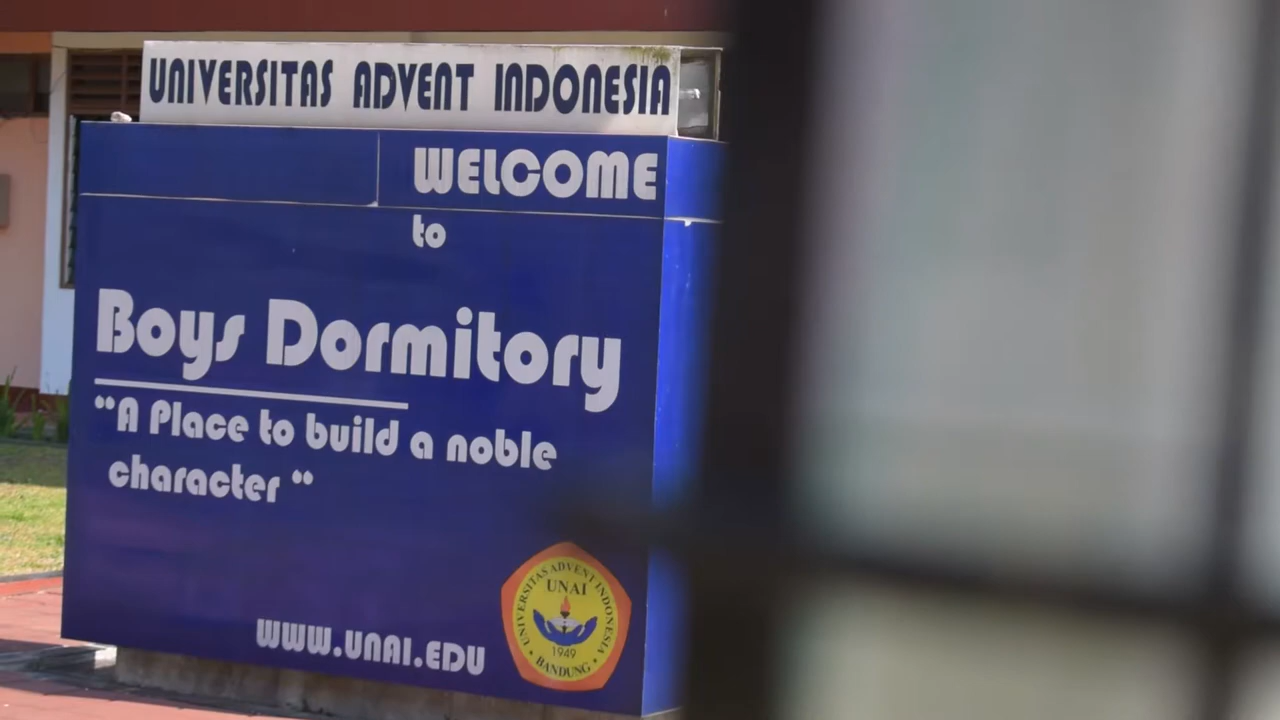 UNIVERSITAS ADVENT INDONESIA
WELCOME
to
Boys Dormitory
“A Place to build a noble
character “
WWW.UNAI.EDU
UNIVERSITAS ADVENT INDONESIA
UNAI
1949
• BANDUNG •